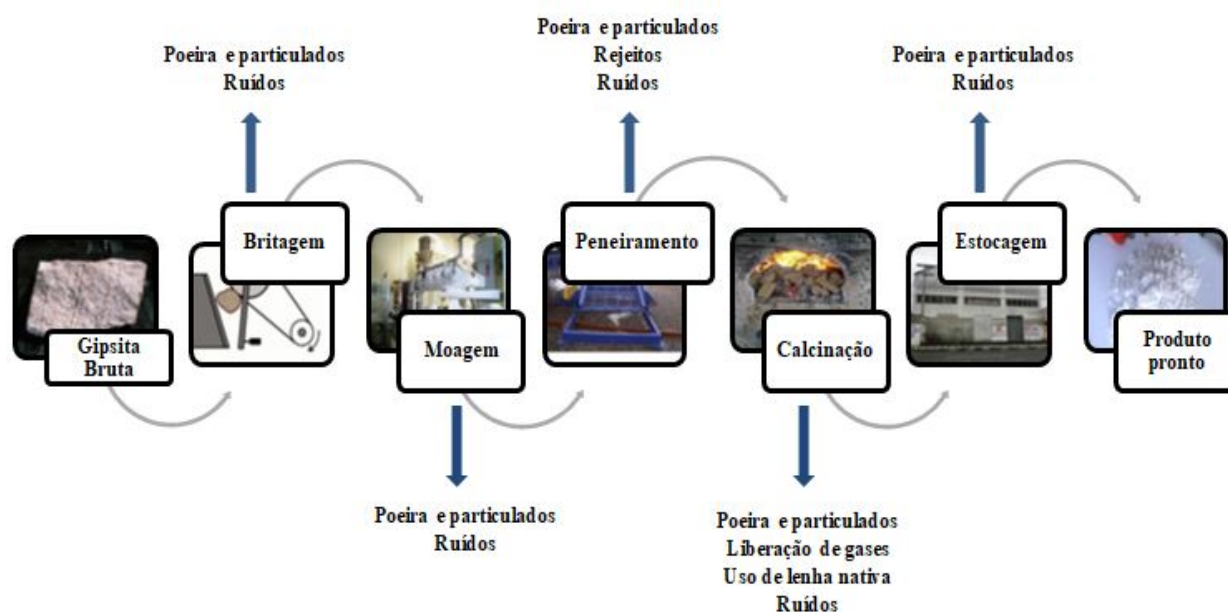 Poeira e particulados
Ruídos
Poeira e particulados
Rejeitos
Ruídos
Poeira e particulados
Ruídos
Gipsita
Bruta
Britagem
Moagem
Peneiramento
Calcinação
Estocagem
Produto
pronto
Poeira e particulados
Ruídos
Poeira e particulados
Liberação de gases
Uso de lenha nativa
Ruídos